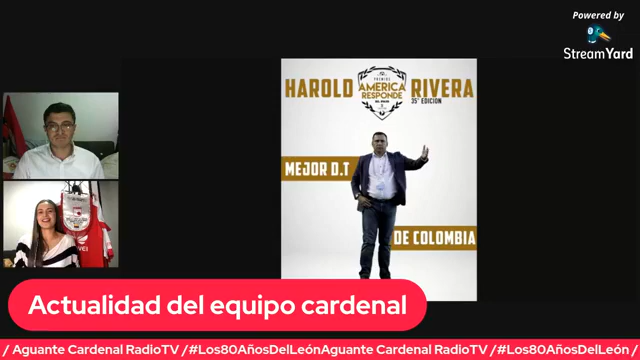 Powered by
StreamYard
HAROLD
PREMIOS
AMERICA
RESPONDE
RIVERA
35° EDICION
MEJOR D.T
DE COLOMBIA
Actualidad del equipo cardenal
/ Aguante Cardenal RadioTV /#Los80AñosDelLeónAguante Cardenal RadioTV /#Los80AñosDelLeón /